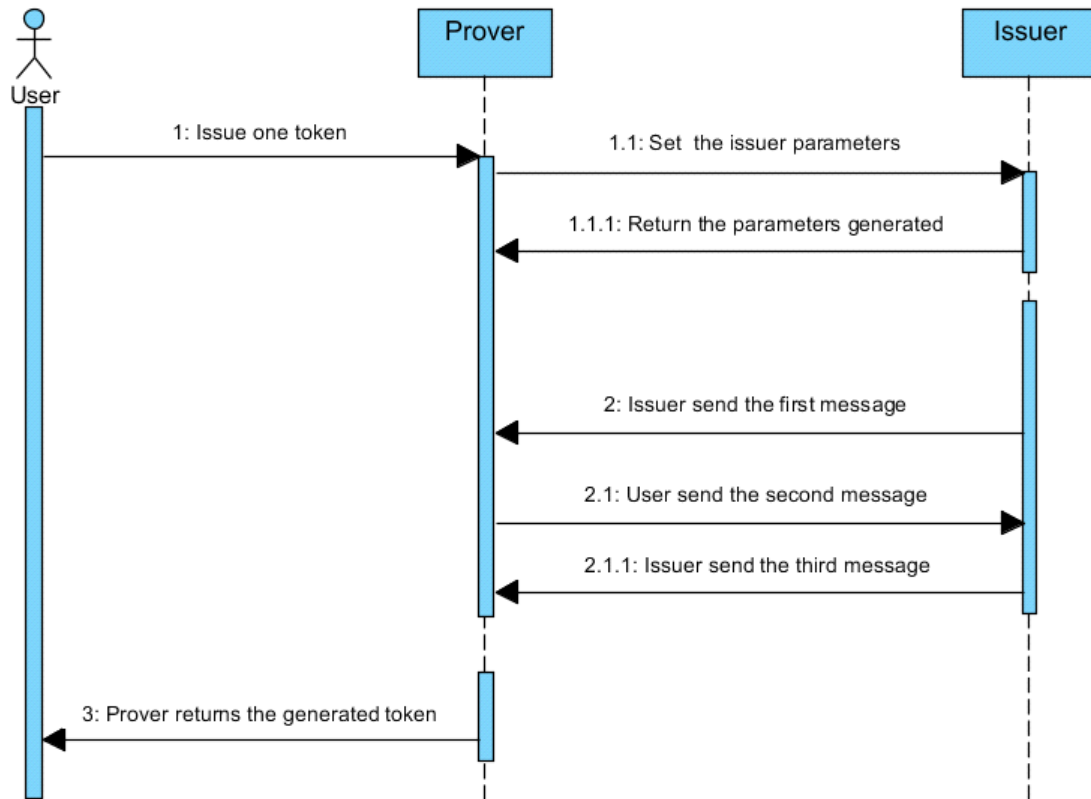 Prover
Issuer
User
1: Issue one token
1.1: Set the issuer parameters
1.1.1: Return the parameters generated
2: Issuer send the first message
2.1: User send the second message
2.1.1: Issuer send the third message
3: Prover returns the generated token